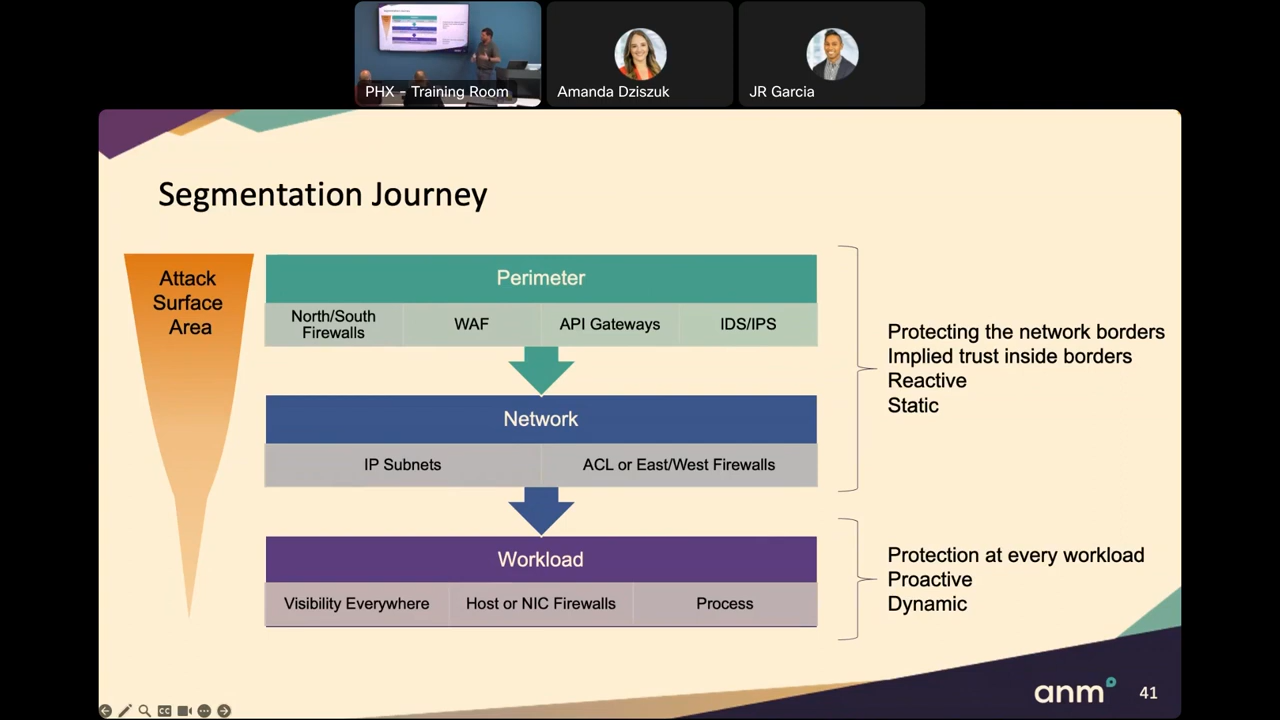 PHX - Training Room
Amanda Dziszuk
JR Garcia
Segmentation Journey
Attack
Surface
Area
Perimeter
North/South
Firewalls
WAF
API Gateways
IDS/IPS
Network
IP Subnets
ACL or East/West Firewalls
Workload
Visibility Everywhere
Host or NIC Firewalls
Process
Protecting the network borders
Implied trust inside borders
Reactive
Static
Protection at every workload
Proactive
Dynamic
CC
anm
41